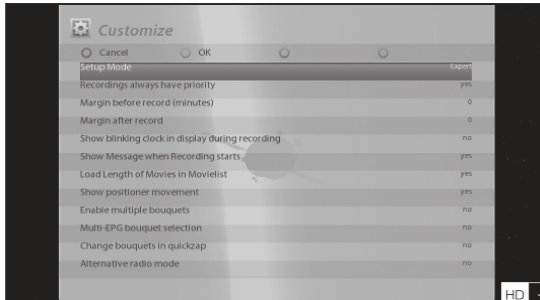 Customize
Cancel OK
Setup Mode Expert
Recordings always have priority yes
Margin before record (minutes) 0
Margin after record 0
Show blinking clock in display during recording no
Show Message when Recording starts yes
Load Length of Movies in Movielist yes
Show positioner movement yes
Enable multiple bouquets no
Multi-EPG bouquet selection no
Change bouquets in quickzap no
Alternative radio mode no
HD